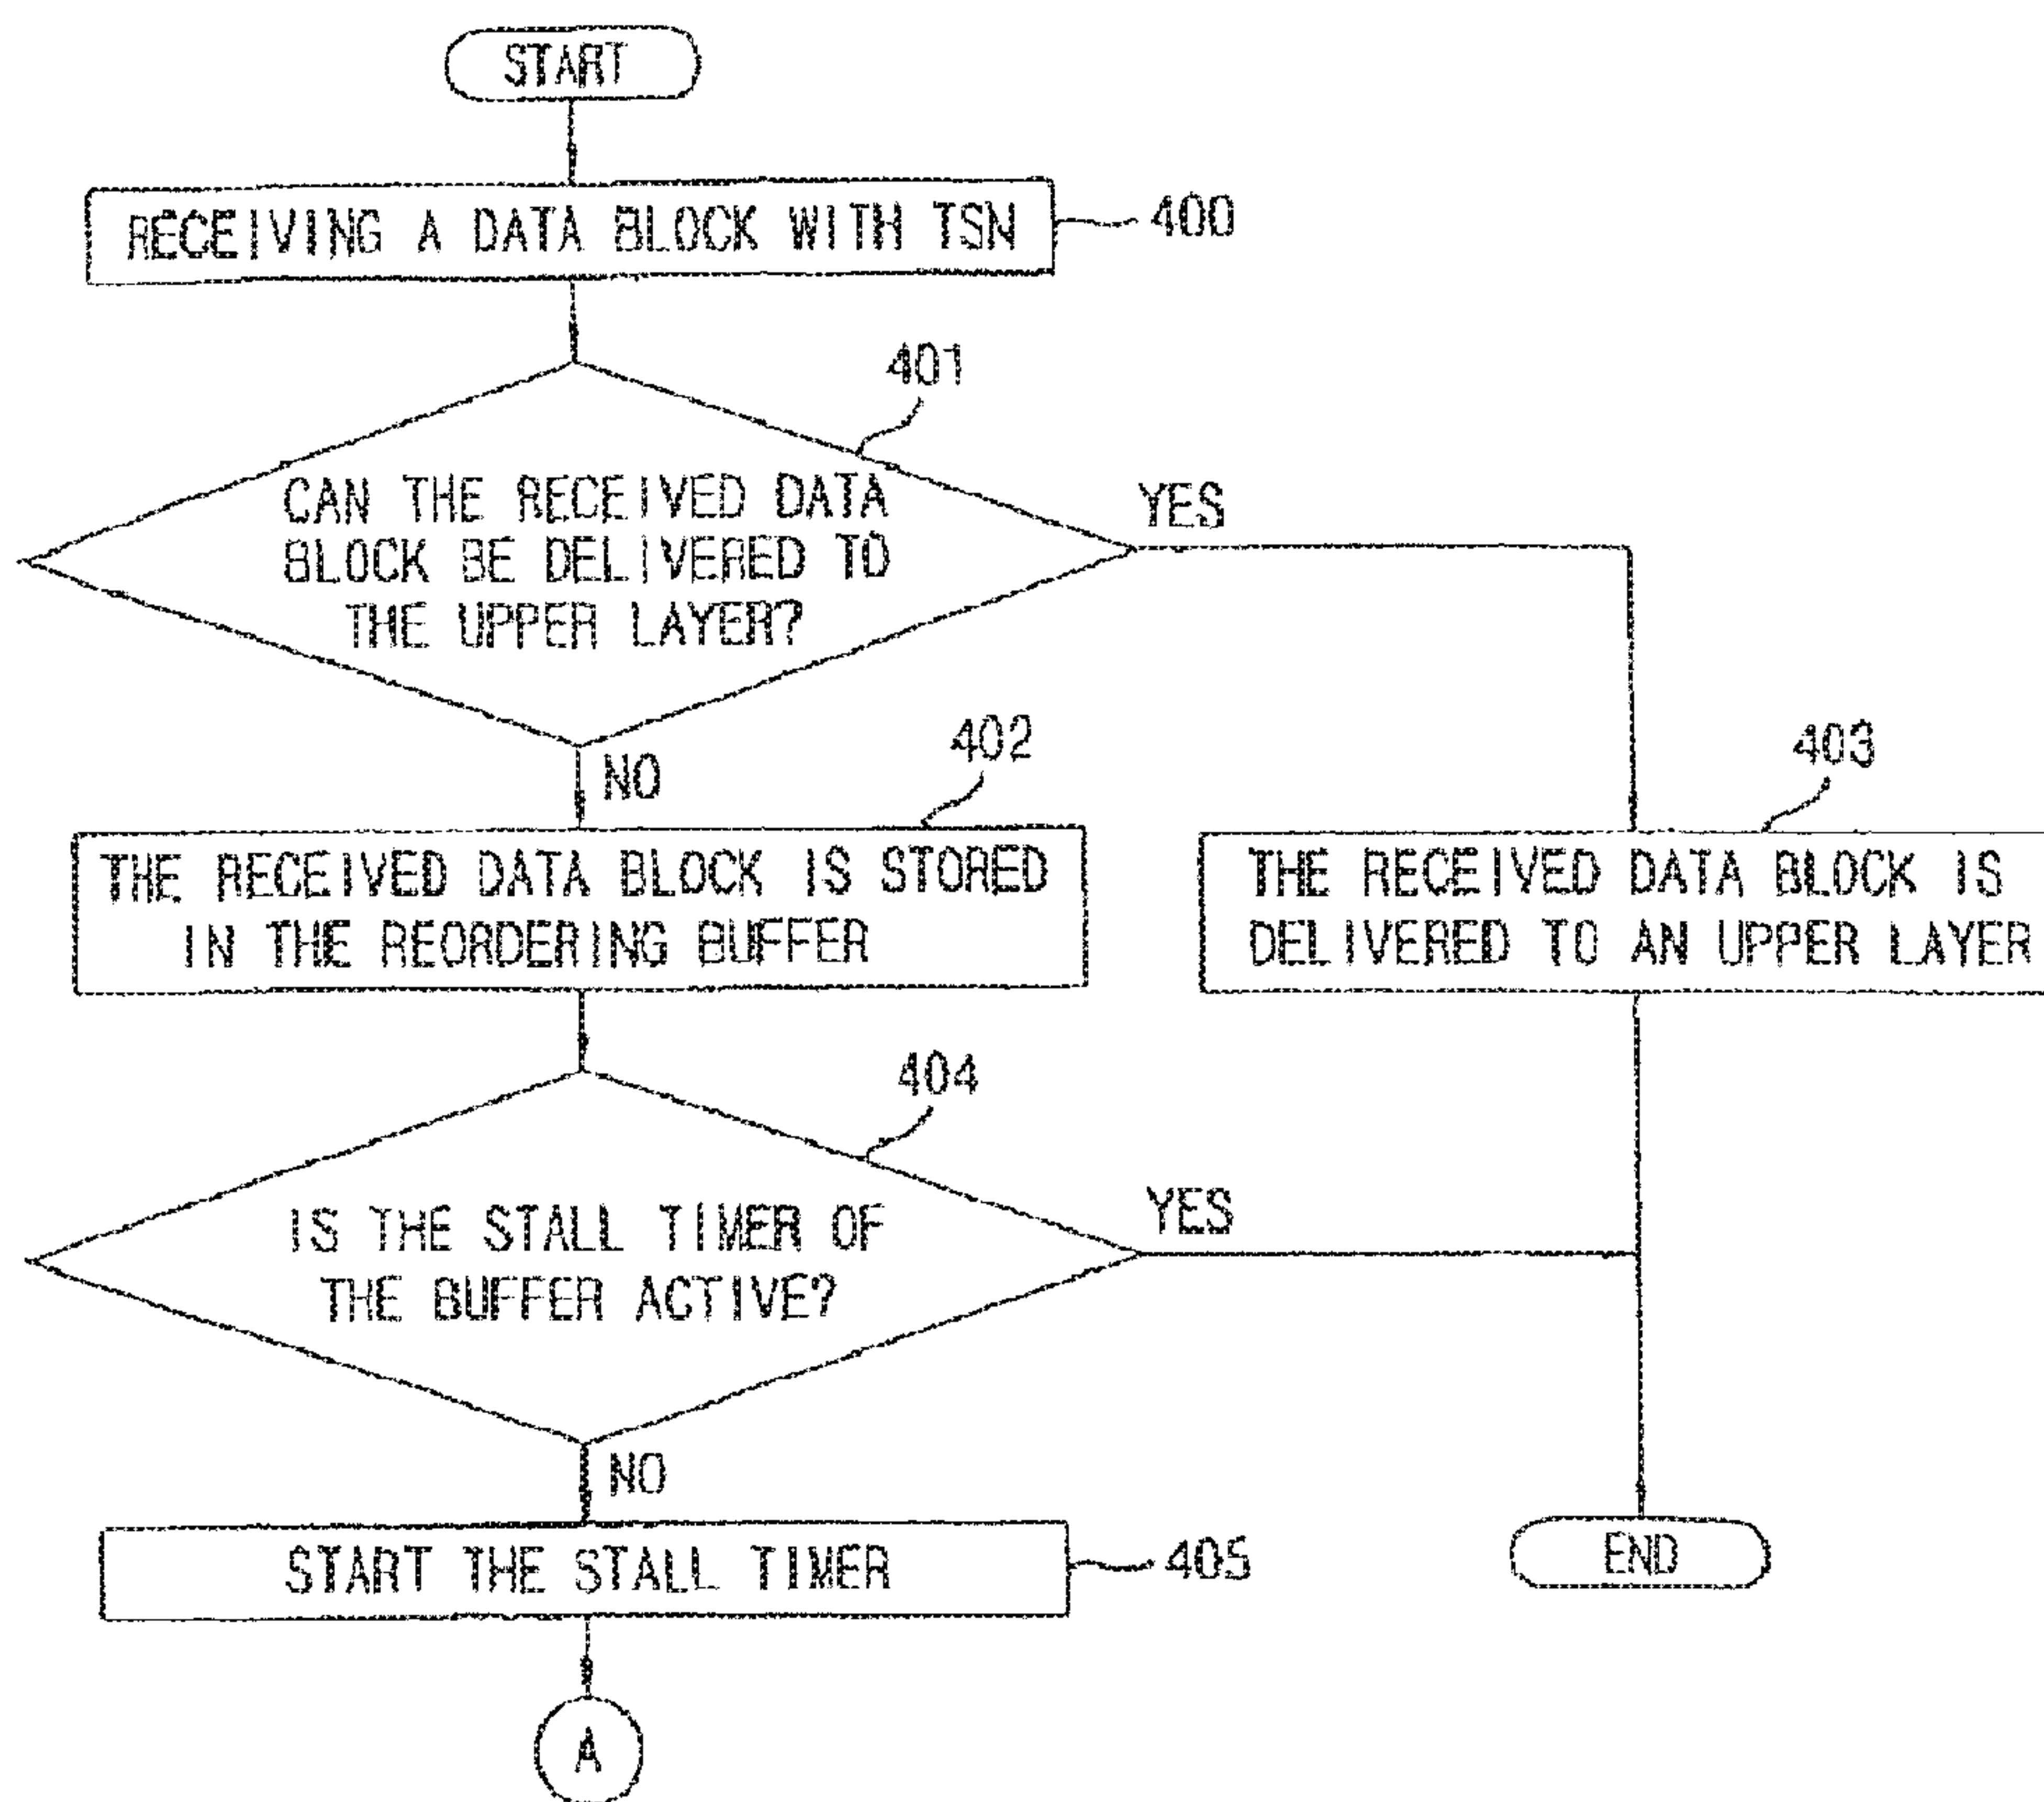 START
RECEIVING A DATA BLOCK WITH TSN
400
401
CAN THE RECEIVED DATA
BLOCK BE DELIVERED TO
THE UPPER LAYER?
YES
NO
402
403
THE RECEIVED DATA BLOCK IS STORED
IN THE REORDERING BUFFER
THE RECEIVED DATA BLOCK IS
DELIVERED TO AN UPPER LAYER
404
IS THE STALL TIMER OF
THE BUFFER ACTIVE?
YES
NO
START THE STALL TIMER
405
END
A